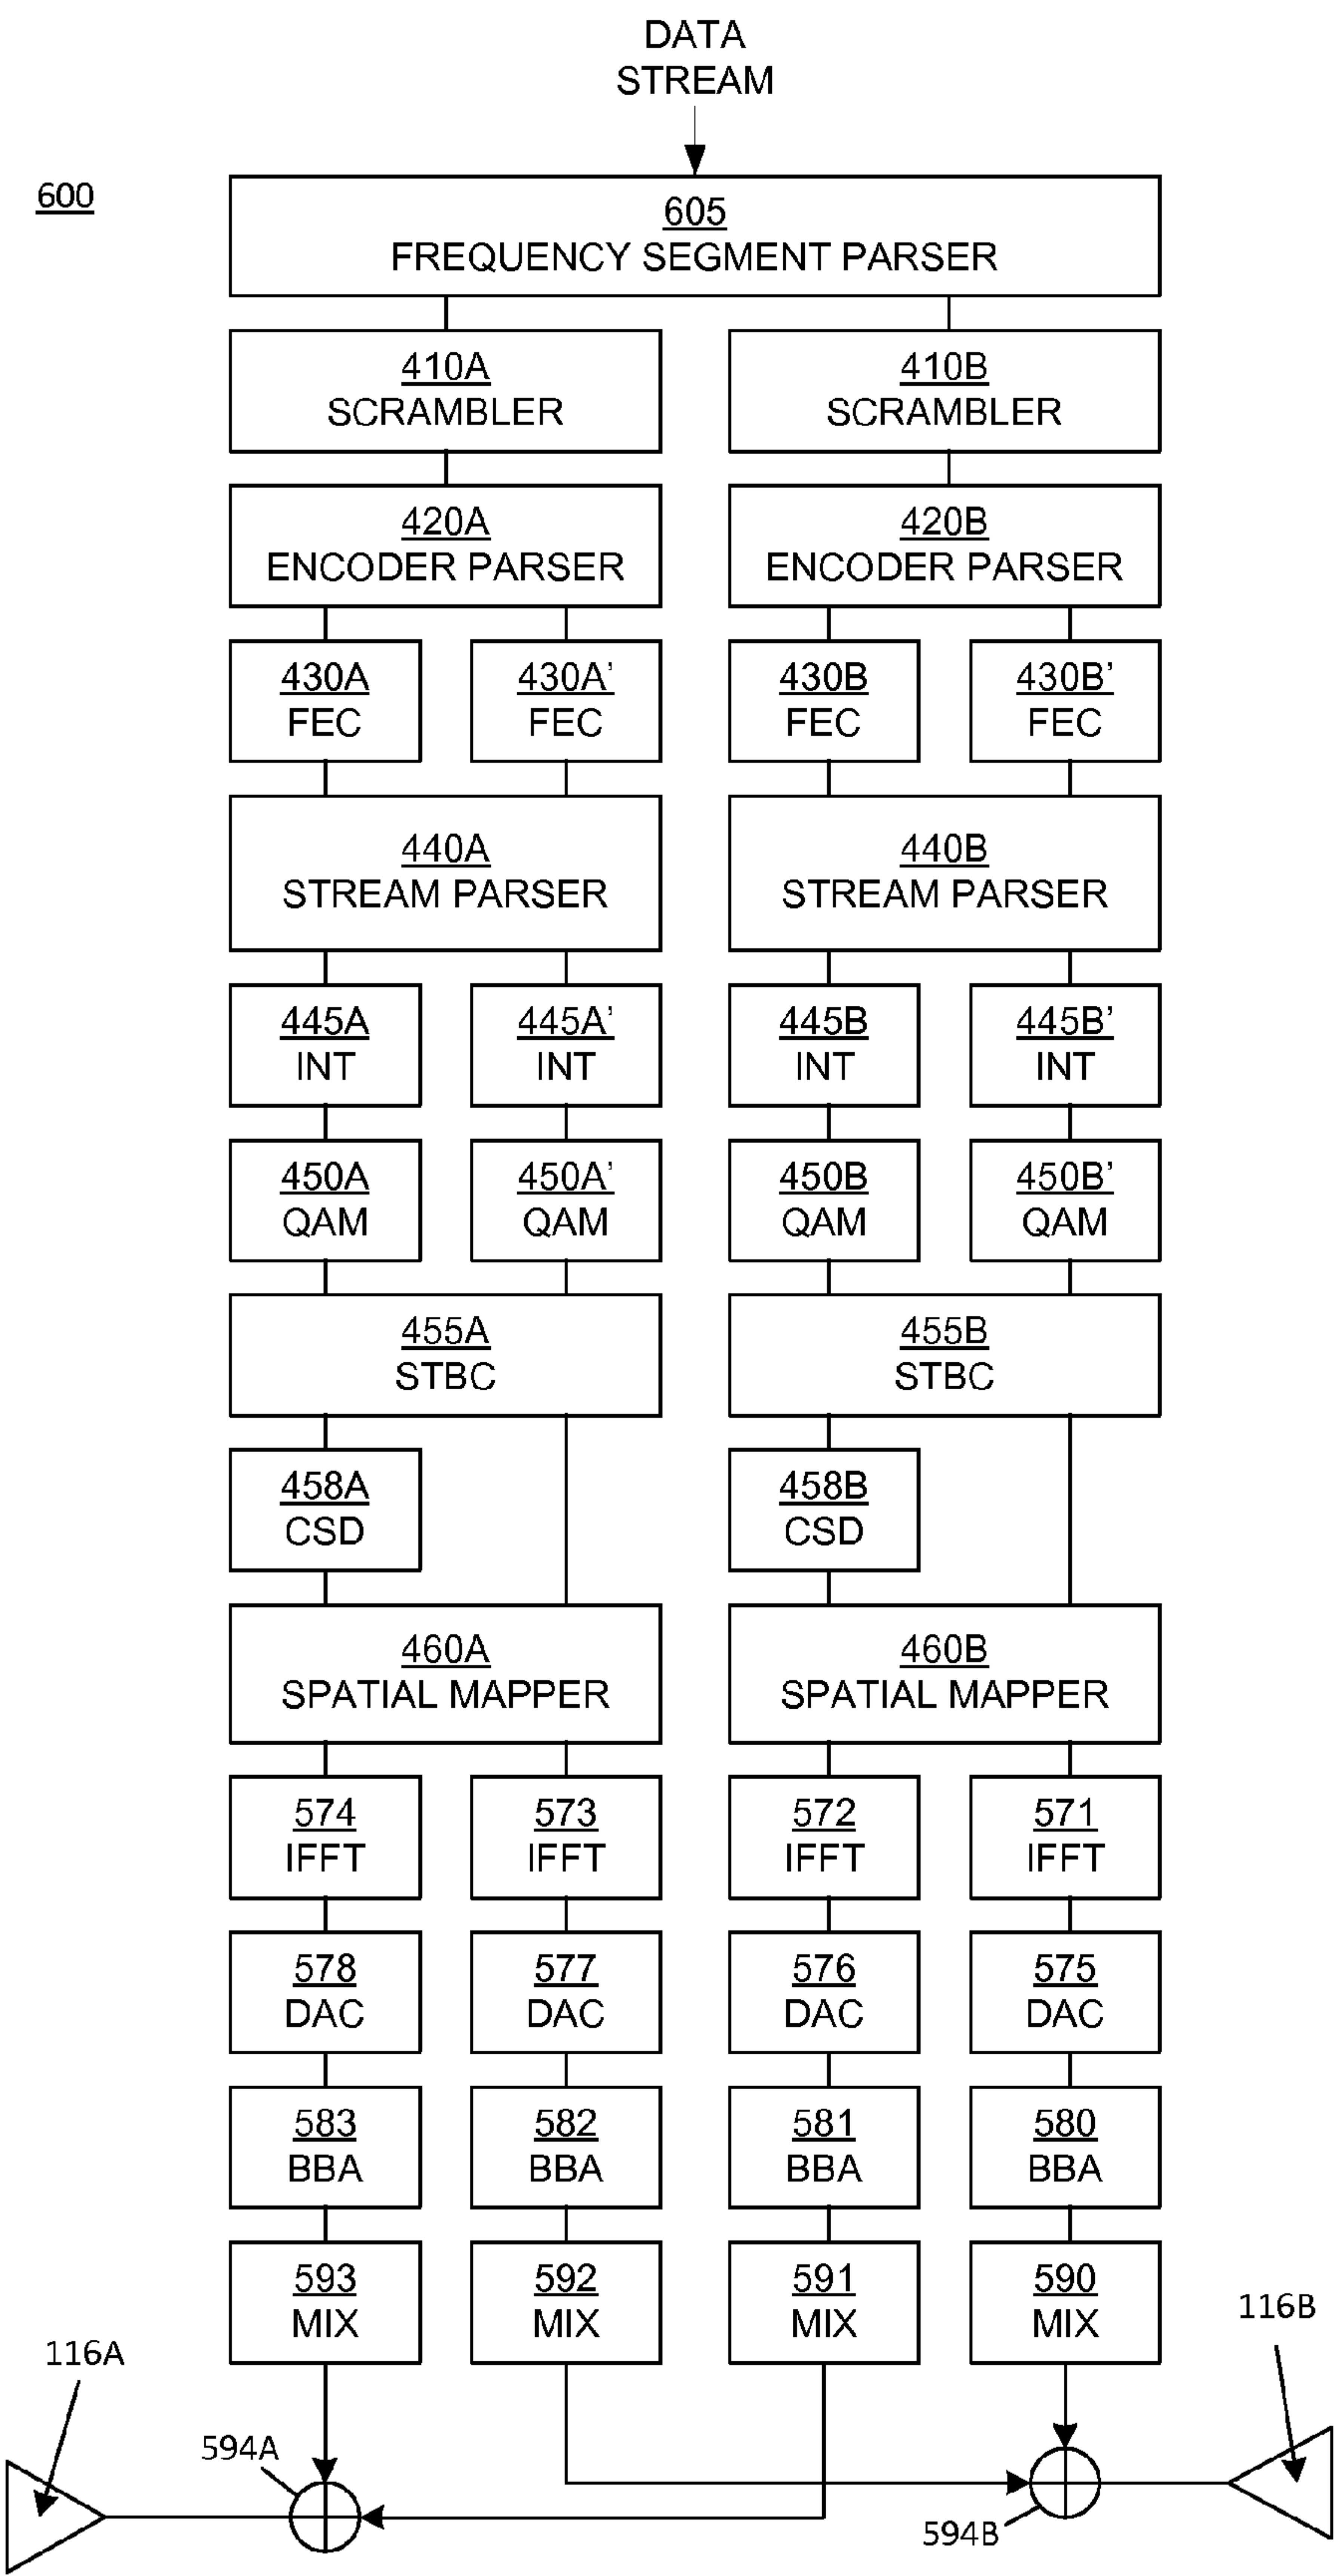 DATA
STREAM
600
605
FREQUENCY SEGMENT PARSER
410A
SCRAMBLER
410B
SCRAMBLER
420A
ENCODER PARSER
420B
ENCODER PARSER
430A
FEC
430A’
FEC
430B
FEC
430B’
FEC
440A
STREAM PARSER
440B
STREAM PARSER
445A
INT
445A’
INT
445B
INT
445B’
INT
450A
QAM
450A’
QAM
450B
QAM
450B’
QAM
455A
STBC
455B
STBC
458A
CSD
458B
CSD
460A
SPATIAL MAPPER
460B
SPATIAL MAPPER
574
IFFT
573
IFFT
572
IFFT
571
IFFT
578
DAC
577
DAC
576
DAC
575
DAC
583
BBA
582
BBA
581
BBA
580
BBA
593
MIX
592
MIX
591
MIX
590
MIX
116A
116B
594A
594B